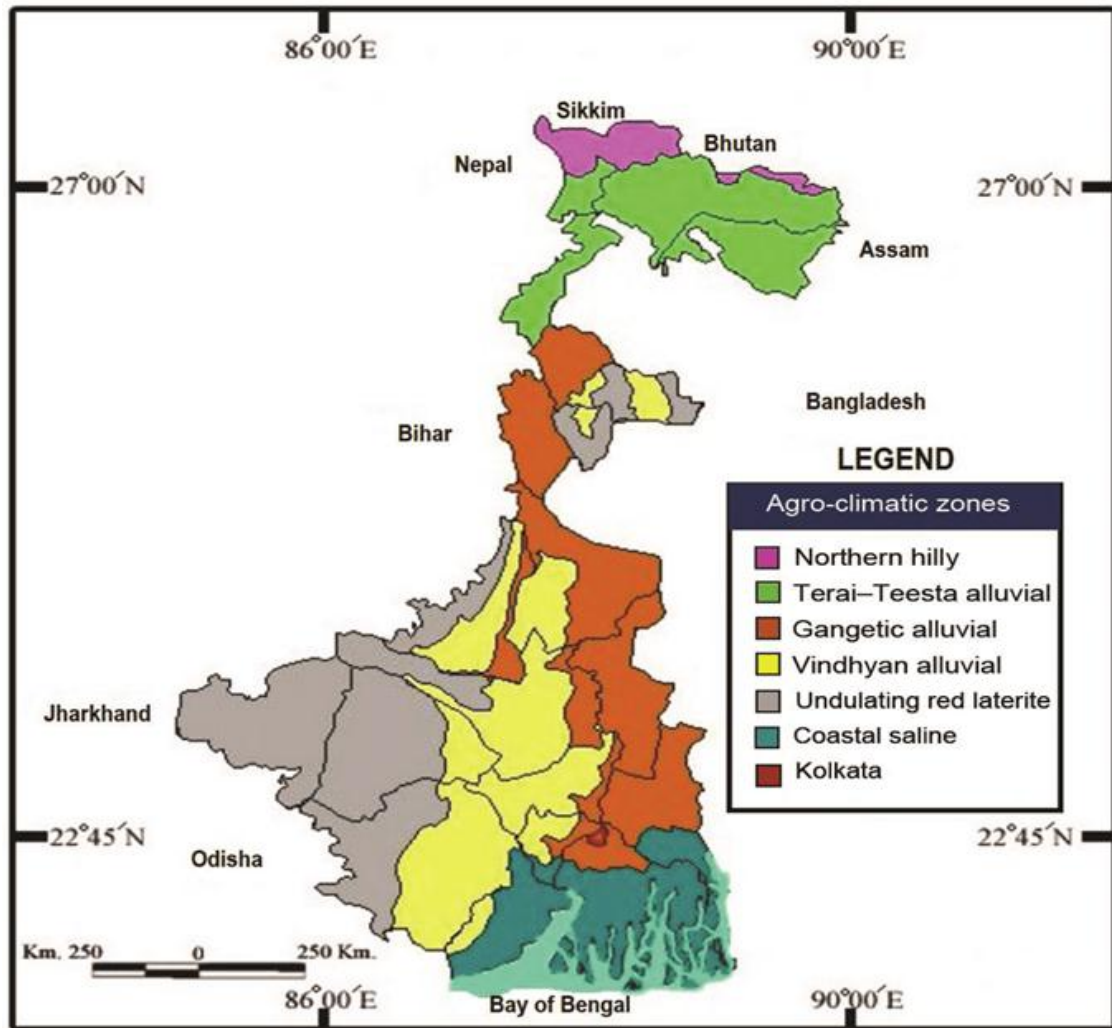 86°00´E
90°00´E
Sikkim
Bhutan
Nepal
27°00´N
27°00´N
Assam
Bangladesh
Bihar
LEGEND
Agro-climatic zones
Northern hilly
Terai–Teesta alluvial
Gangetic alluvial
Vindhyan alluvial
Undulating red laterite
Coastal saline
Kolkata
Jharkhand
22°45´N
22°45´N
Odisha
Km. 250 0 250 Km.
86°00´E
Bay of Bengal
90°00´E